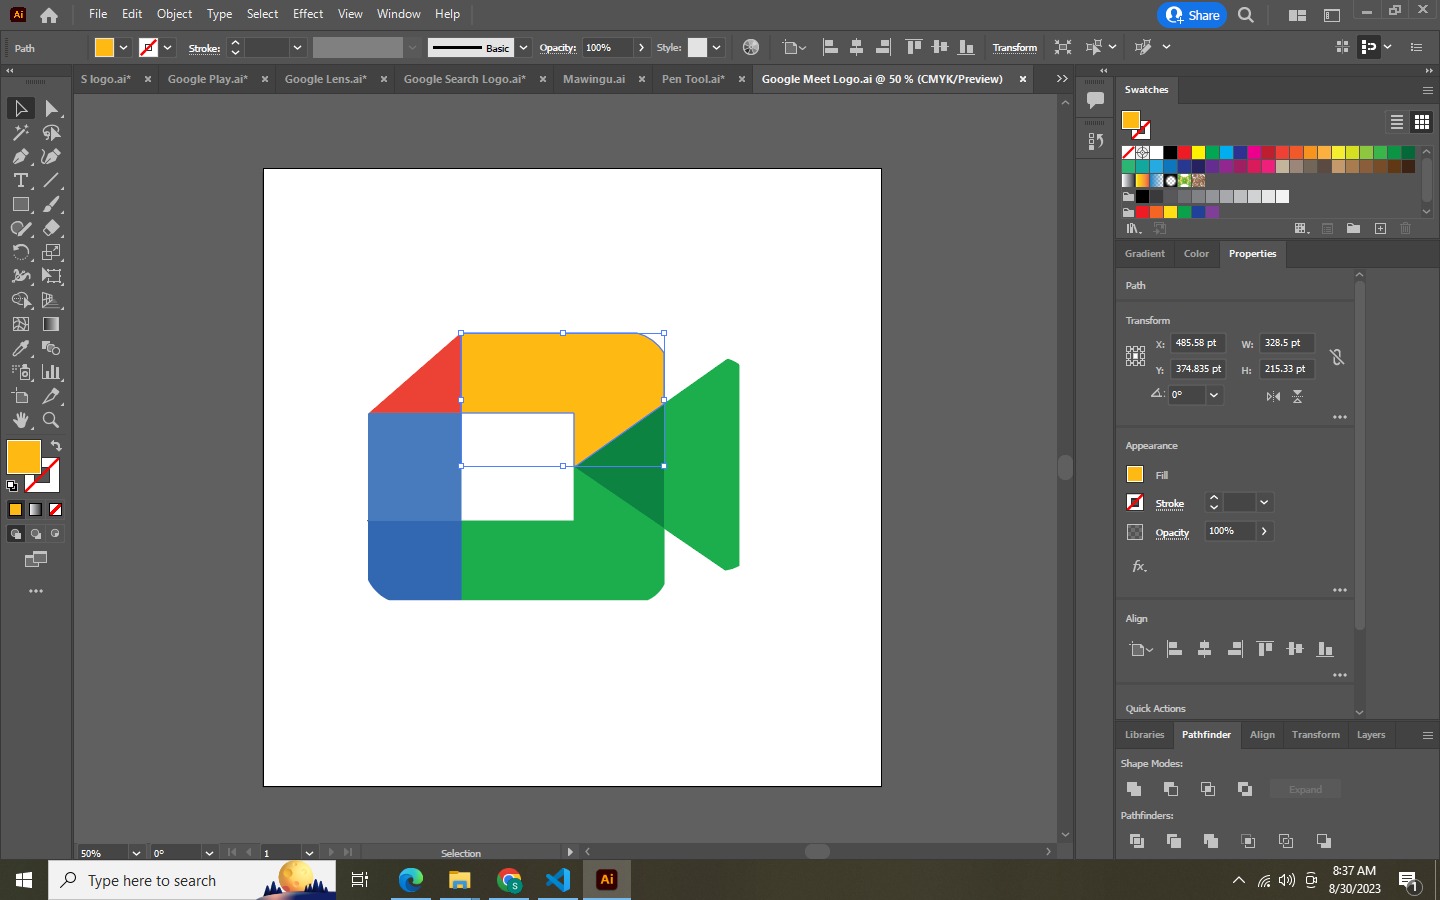 Ai File Edit Object Type Select Effect View Window Help Share
Path Stroke: Basic Opacity: 100% Style: Transform
S logo.ai* Google Play.ai* Google Lens.ai* Google Search Logo.ai* Mawingu.ai Pen Tool.ai* Google Meet Logo.ai @ 50 % (CMYK/Preview)
Swatches
Gradient Color Properties
Path
Transform
X: 485.58 pt W: 328.5 pt
Y: 374.835 pt H: 215.33 pt
0°
Appearance
Fill
Stroke
Opacity 100%
fx.
Align
Quick Actions
Libraries Pathfinder Align Transform Layers
Shape Modes:
Expand
Pathfinders:
50% 0° 1 Selection
Type here to search
S
Ai
8:37 AM
8/30/2023
1